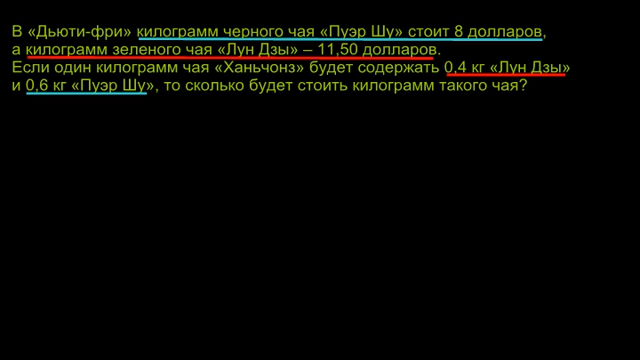 В «Дьюти-фри» килограмм черного чая «Пуэр Шу» стоит 8 долларов,
а килограмм зеленого чая «Лун Дзы» – 11,50 долларов.
Если один килограмм чая «Ханьчонз» будет содержать 0,4 кг «Лун Дзы»
и 0,6 кг «Пуэр Шу», то сколько будет стоить килограмм такого чая?